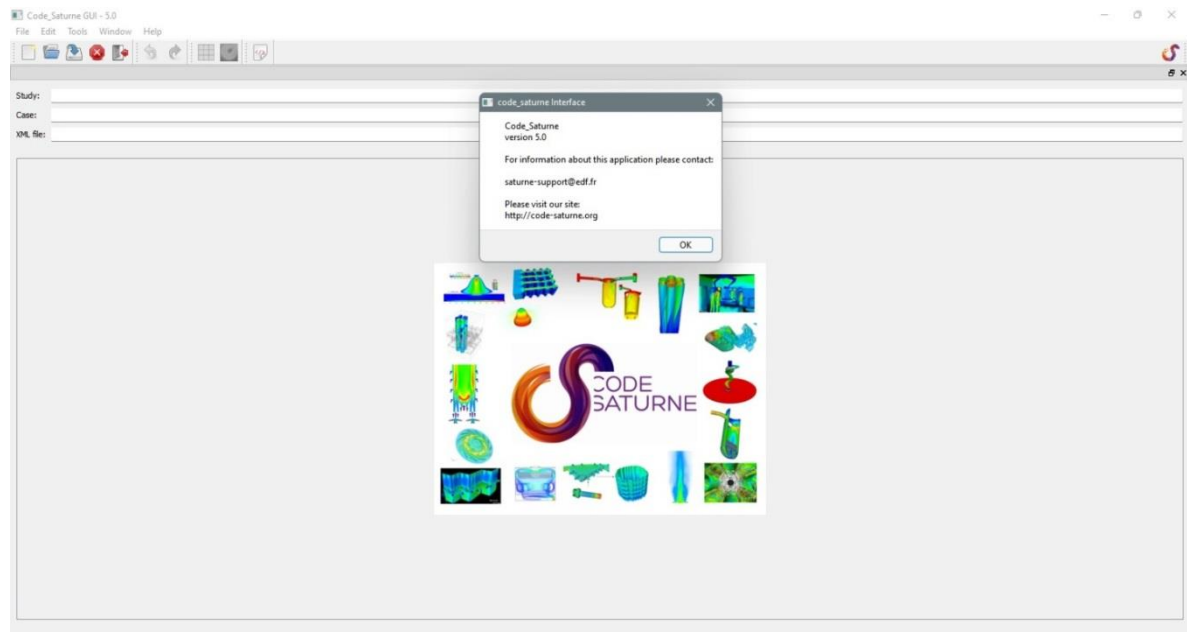 Code_Saturne GUI - 5.0
File Edit Tools Window Help
Study:
Case:
XML file:
code_saturne Interface
Code_Saturne
version 5.0
For information about this application please contact:
saturne-support@edf.fr
Please visit our site:
http://code-saturne.org
OK
CODE
SATURNE